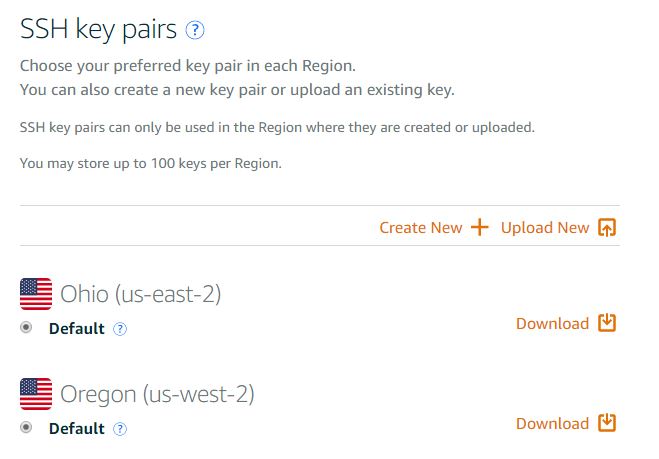 SSH key pairs ?
Choose your preferred key pair in each Region.
You can also create a new key pair or upload an existing key.
SSH key pairs can only be used in the Region where they are created or uploaded.
You may store up to 100 keys per Region.
Create New + Upload New
Ohio (us-east-2)
Default ?
Download
Oregon (us-west-2)
Default ?
Download